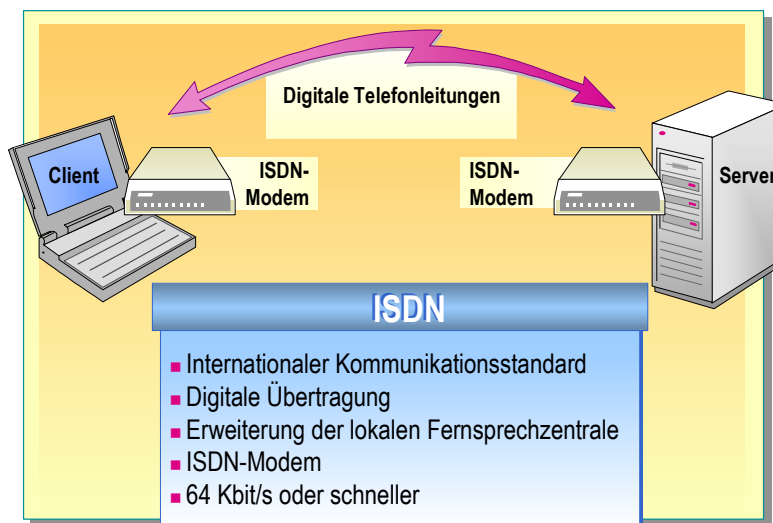 Digitale Telefonleitungen
Client
ISDN-
Modem
ISDN-
Modem
Server
ISDN
Internationaler Kommunikationsstandard
Digitale Übertragung
Erweiterung der lokalen Fernsprechzentrale
ISDN-Modem
64 Kbit/s oder schneller